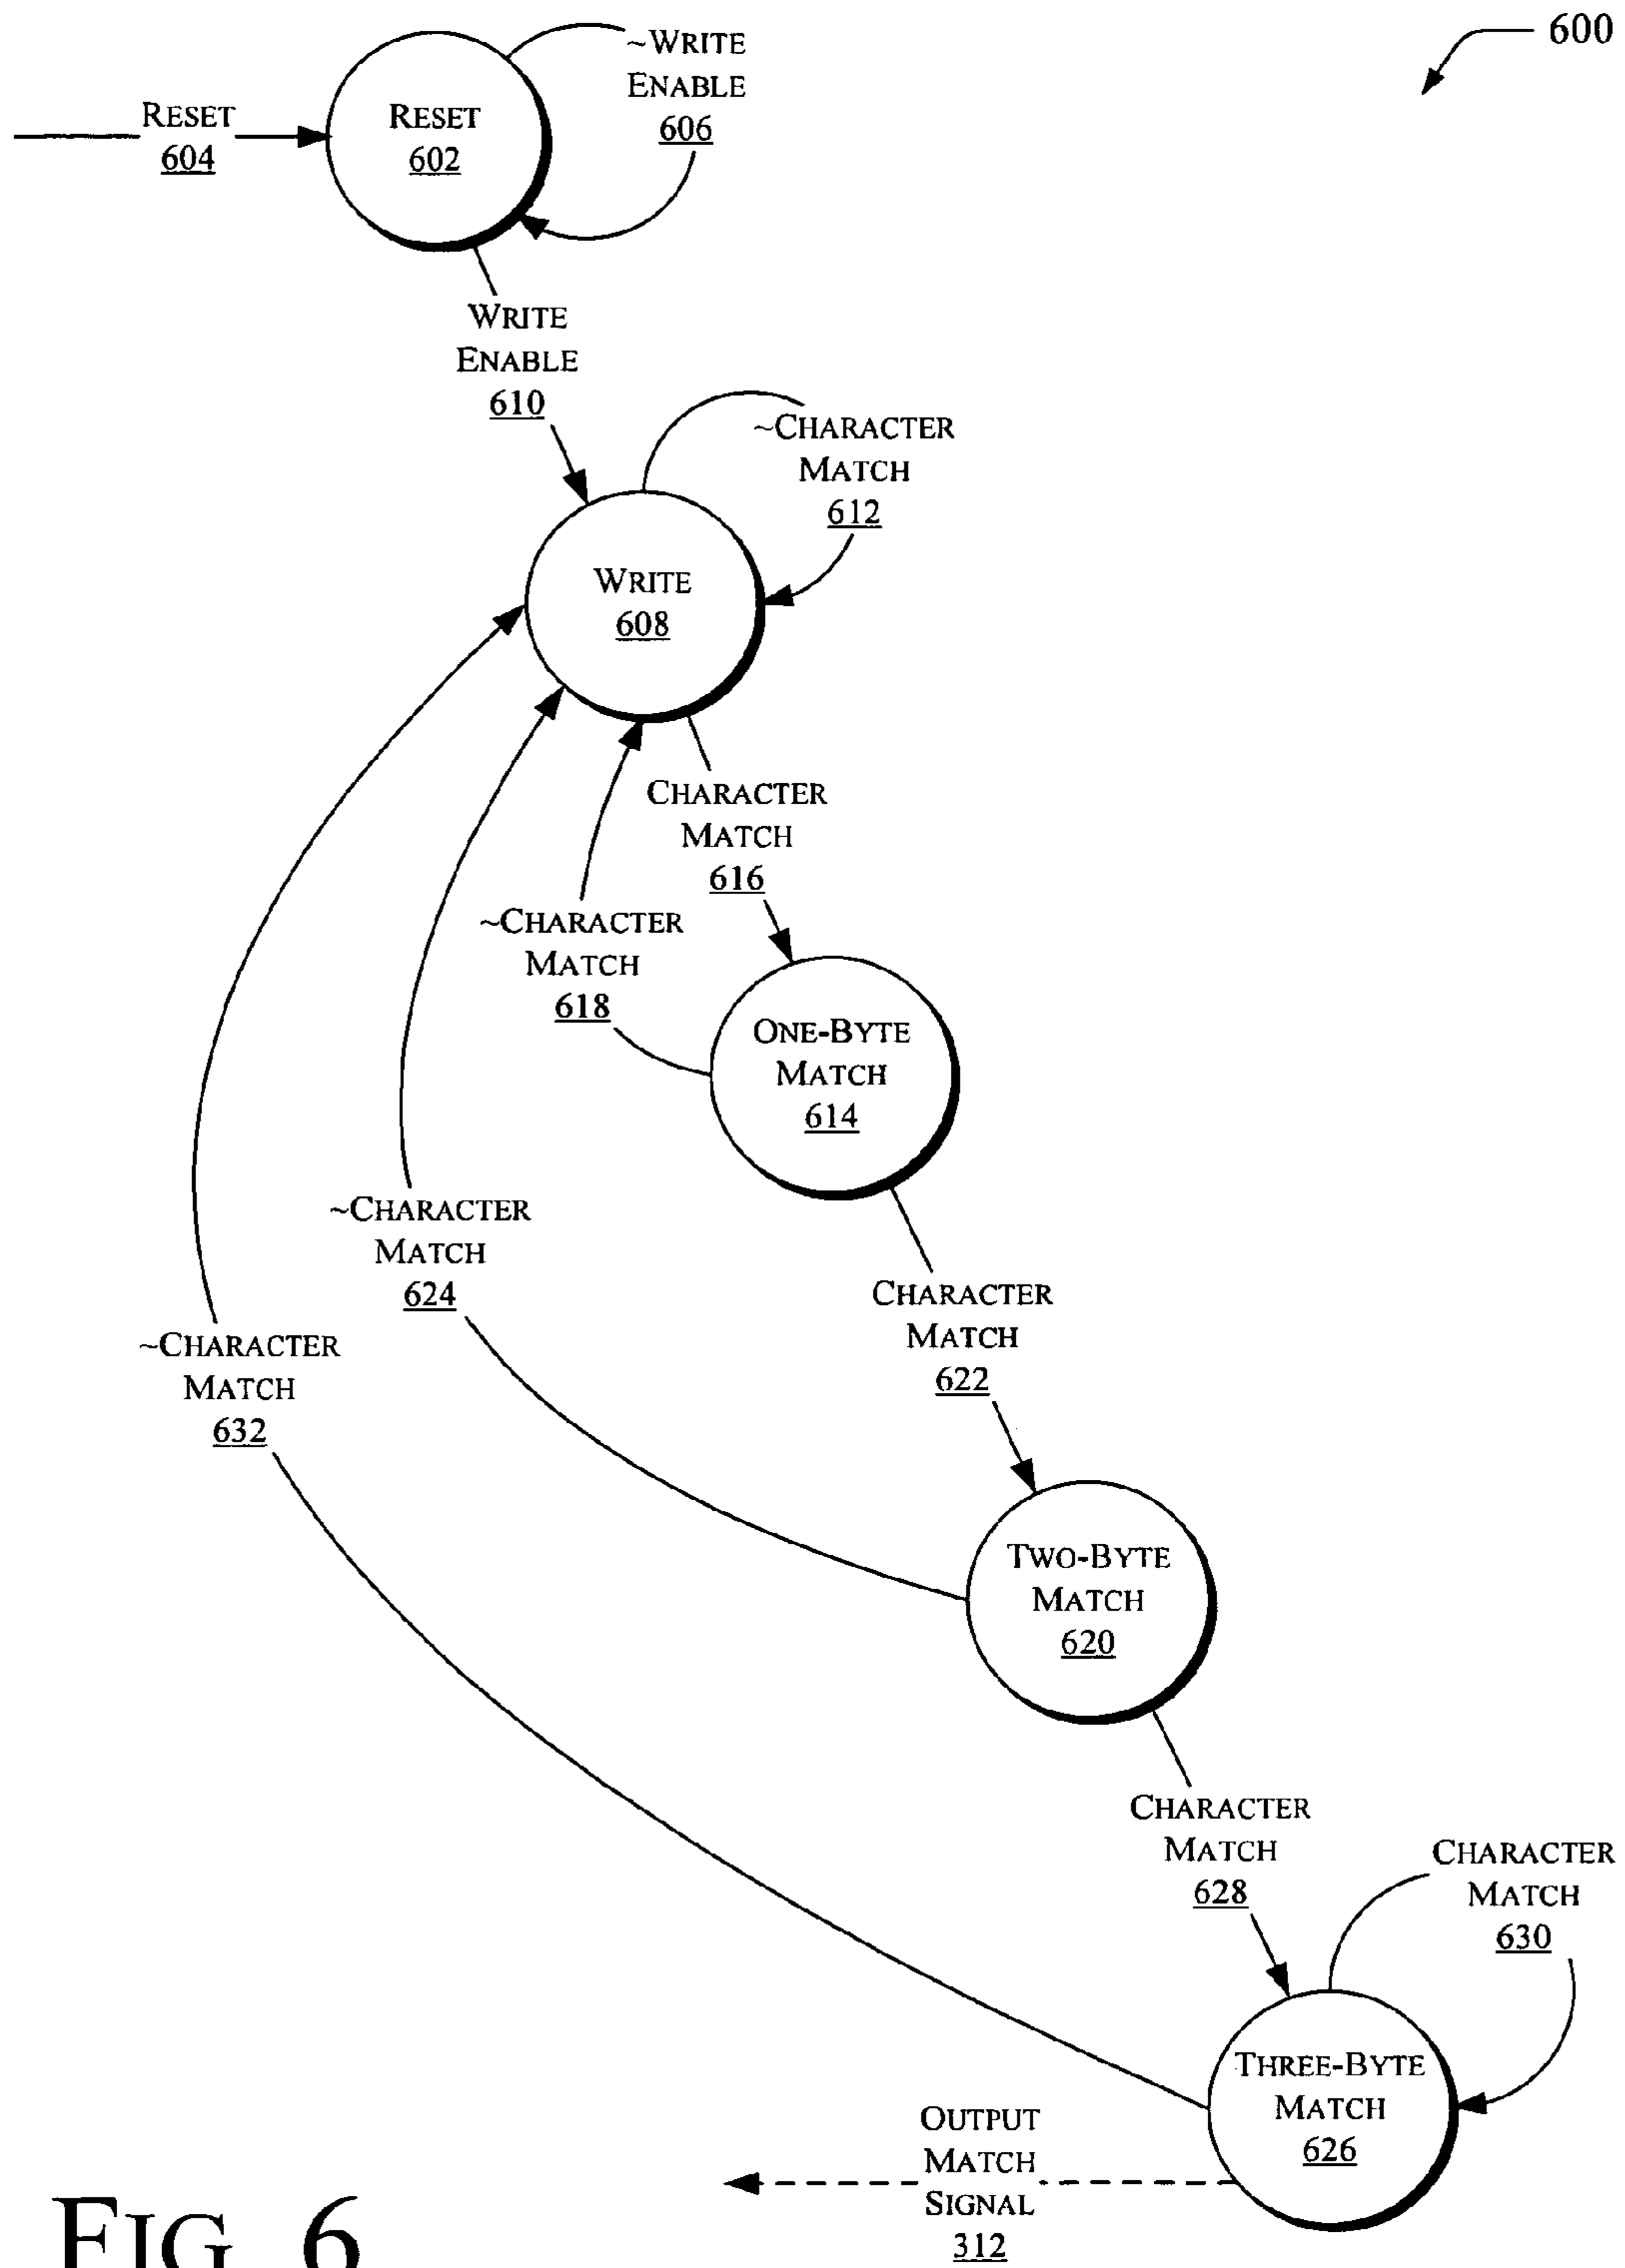 600
~WRITE
ENABLE
606
RESET
604
RESET
602
WRITE
ENABLE
610
~CHARACTER
MATCH
612
WRITE
608
CHARACTER
MATCH
616
~CHARACTER
MATCH
618
ONE-BYTE
MATCH
614
~CHARACTER
MATCH
624
CHARACTER
MATCH
622
~CHARACTER
MATCH
632
TWO-BYTE
MATCH
620
CHARACTER
MATCH
628
CHARACTER
MATCH
630
THREE-BYTE
MATCH
626
OUTPUT
MATCH
SIGNAL
312
FIG. 6